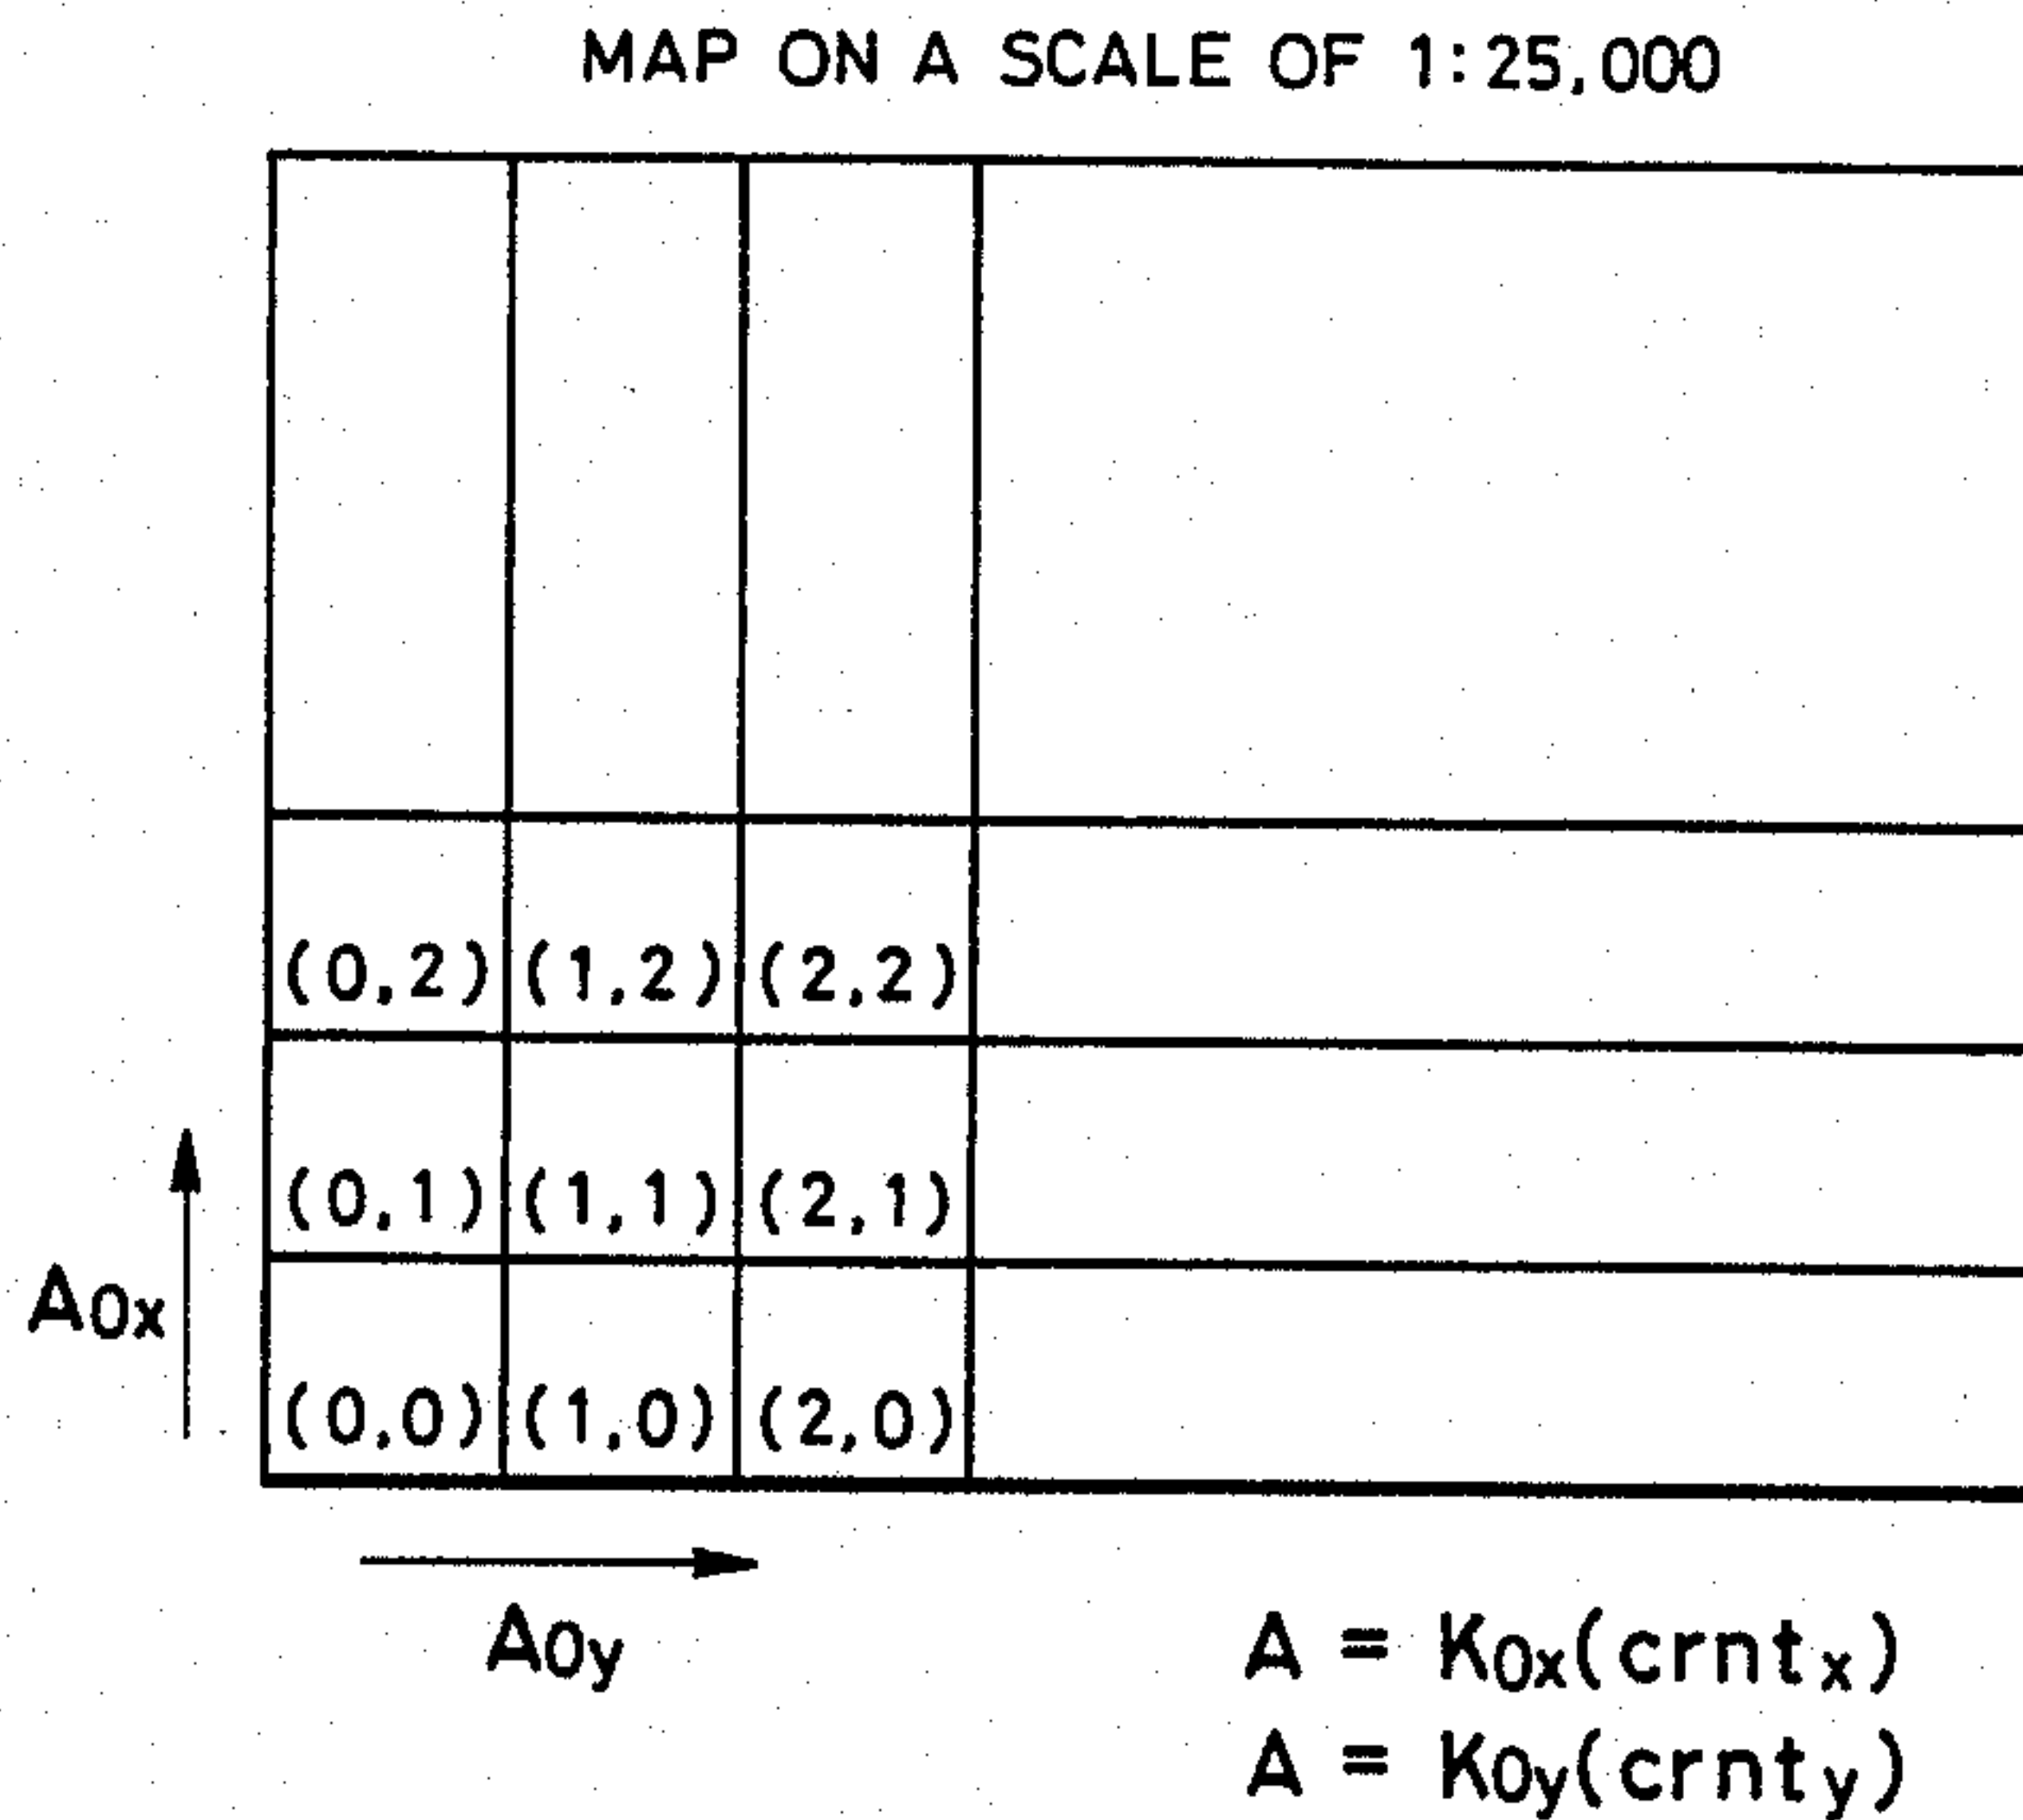 MAP ON A SCALE OF 1:25,000
(0,2) (1,2) (2,2)
(0,1) (1,1) (2,1)
A0x
(0,0) (1,0) (2,0)
A0y
A = K0x(crntx)
A = K0y(crnty)